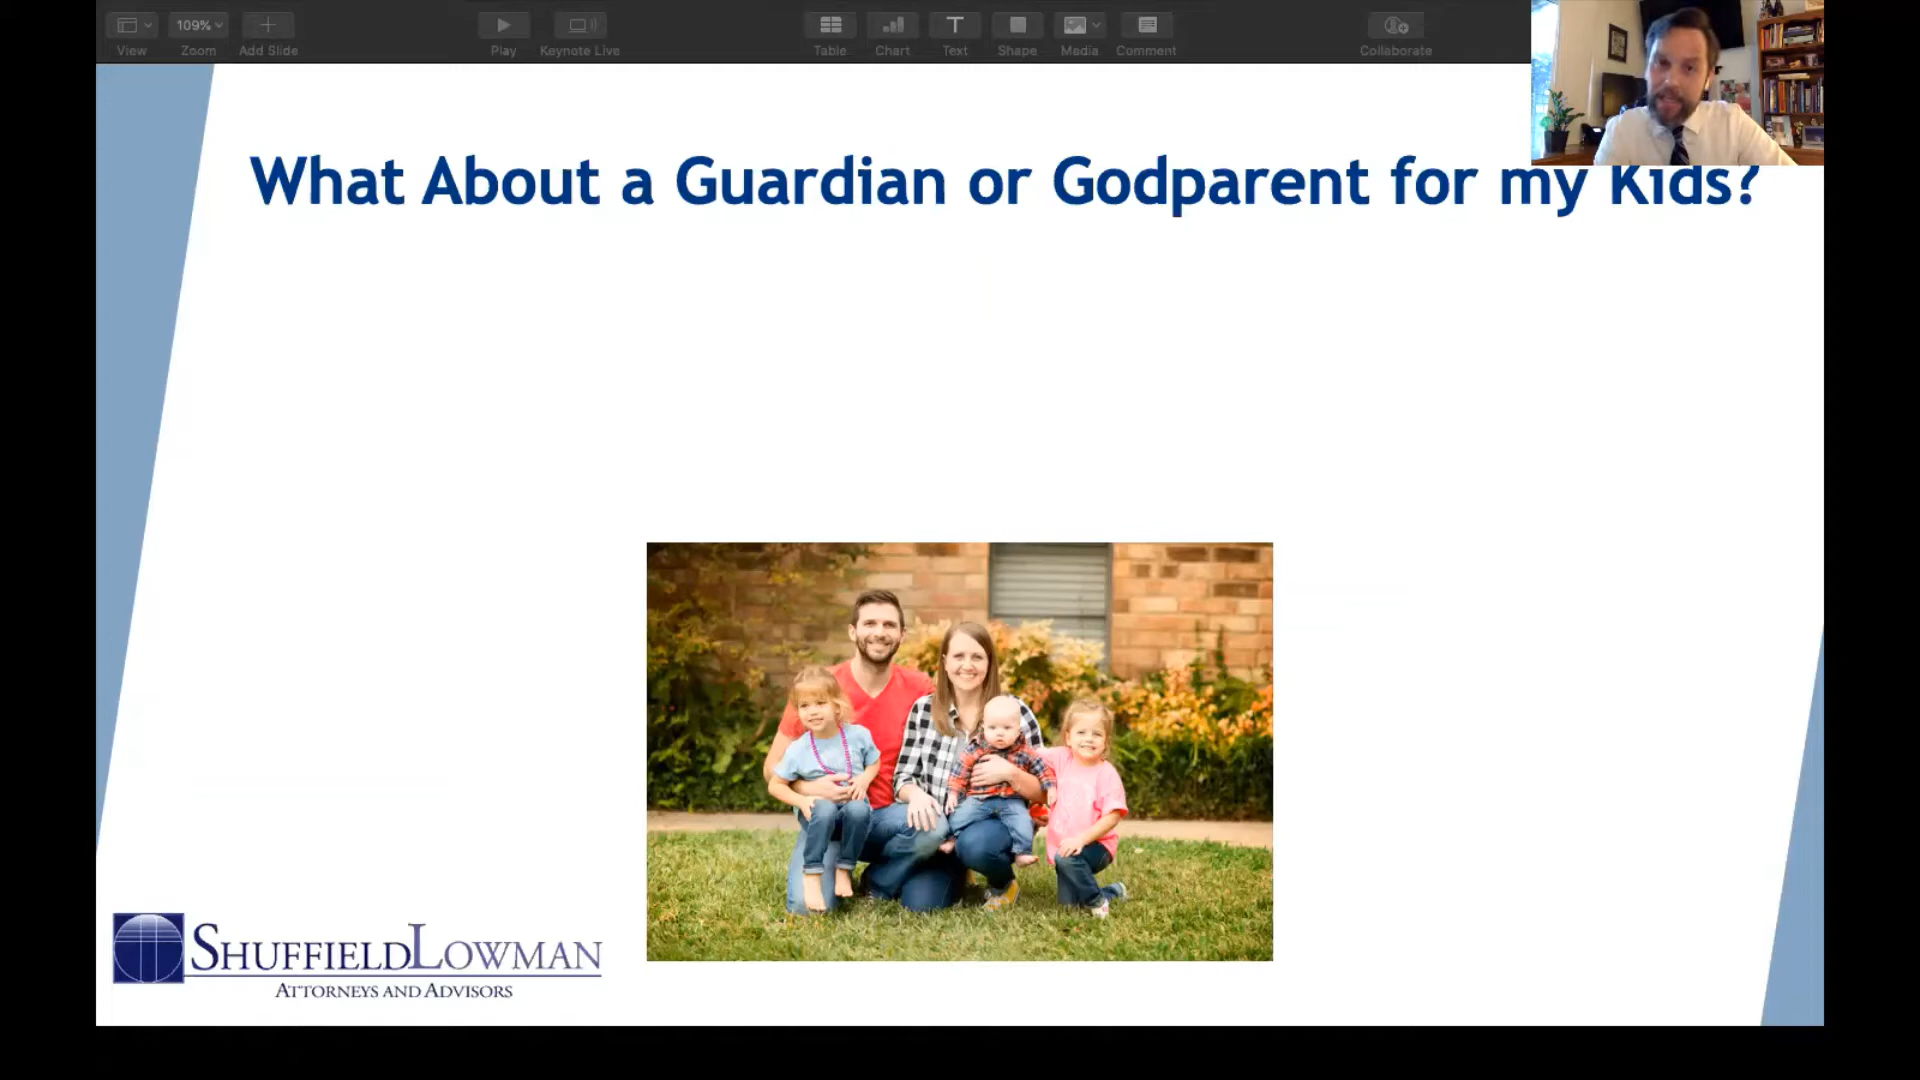 109%
View
Zoom
Add Slide
Play
Keynote Live
Table
Chart
Text
Shape
Media
Comment
Collaborate
What About a Guardian or Godparent for my Kids?
SHUFFIELDLOWMAN
ATTORNEYS AND ADVISORS